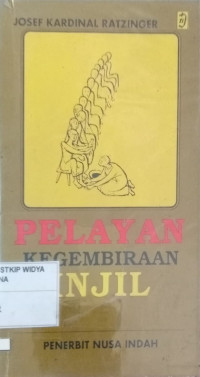 JOSEF KARDINAL RATZINGER
PELAYAN
KEGEMBIRAAN
INJIL
STKIP WIDYA
NA
PENERBIT NUSA INDAH